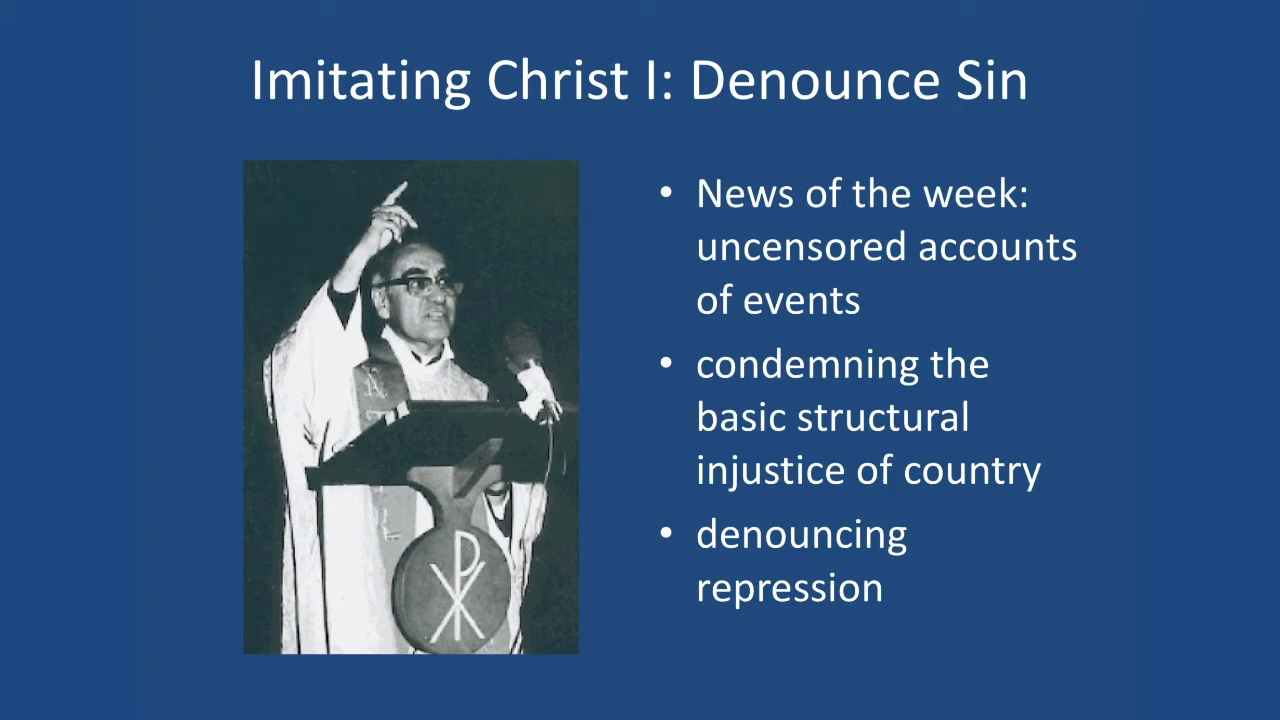 Imitating Christ I: Denounce Sin
• News of the week:
uncensored accounts
of events
• condemning the
basic structural
injustice of country
• denouncing
repression